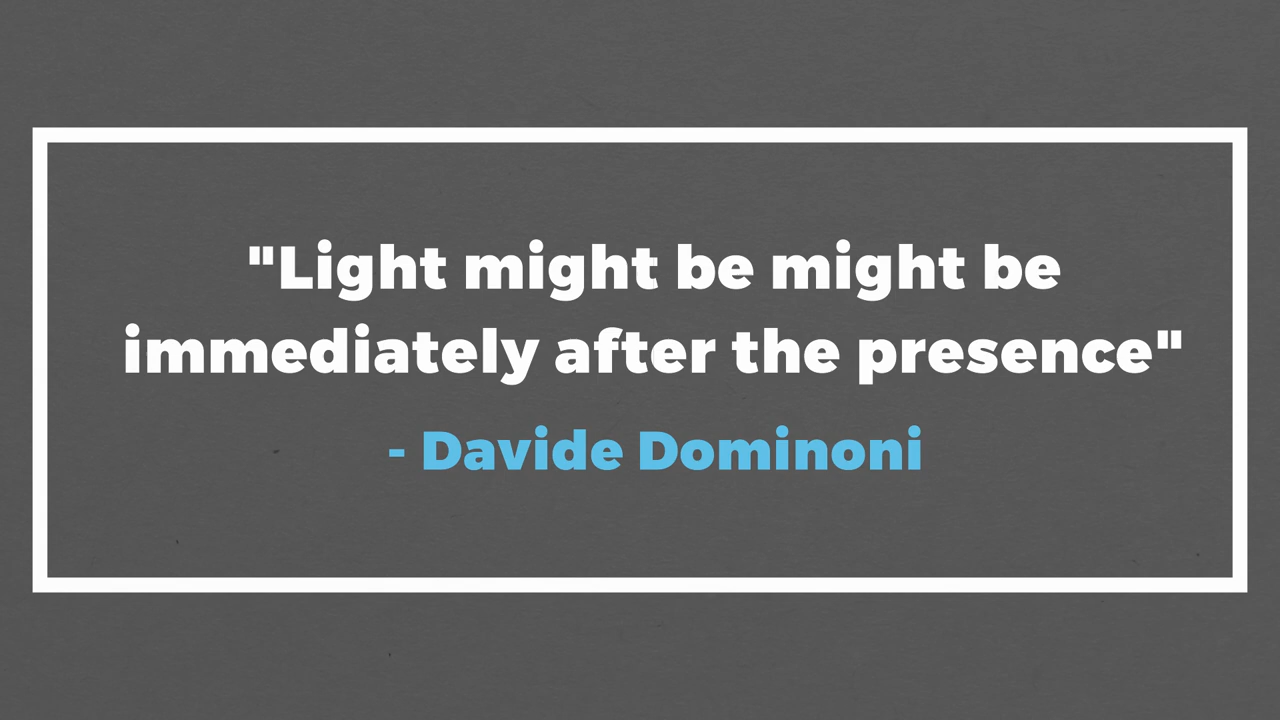 "Light might be might be
immediately after the presence"
- Davide Dominoni